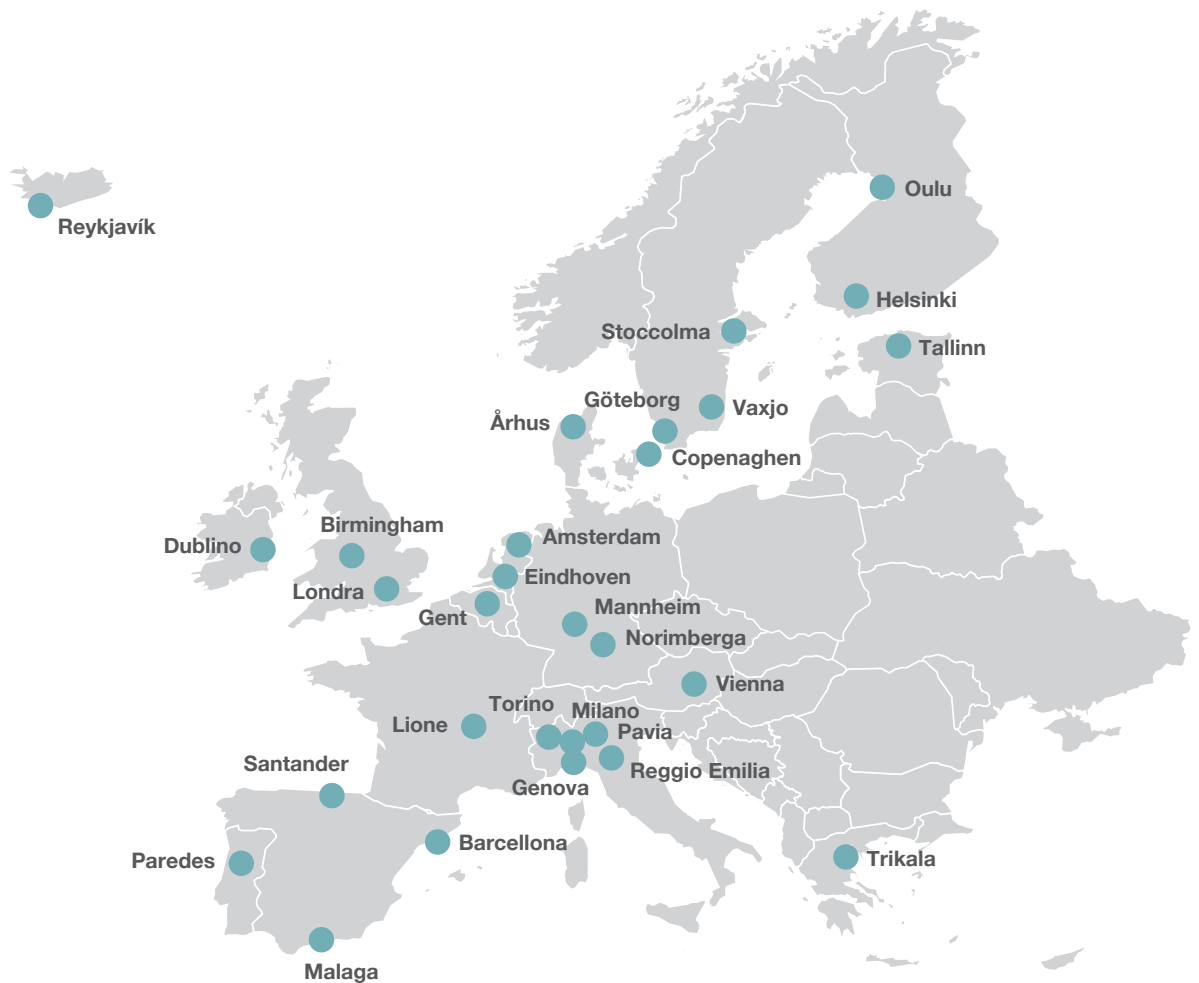 Oulu
Reykjavík
Helsinki
Stoccolma
Tallinn
Göteborg
Vaxjo
Århus
Copenaghen
Birmingham
Amsterdam
Dublino
Eindhoven
Londra
Mannheim
Gent
Norimberga
Vienna
Torino
Milano
Lione
Pavia
Santander
Reggio Emilia
Genova
Barcellona
Paredes
Trikala
Malaga